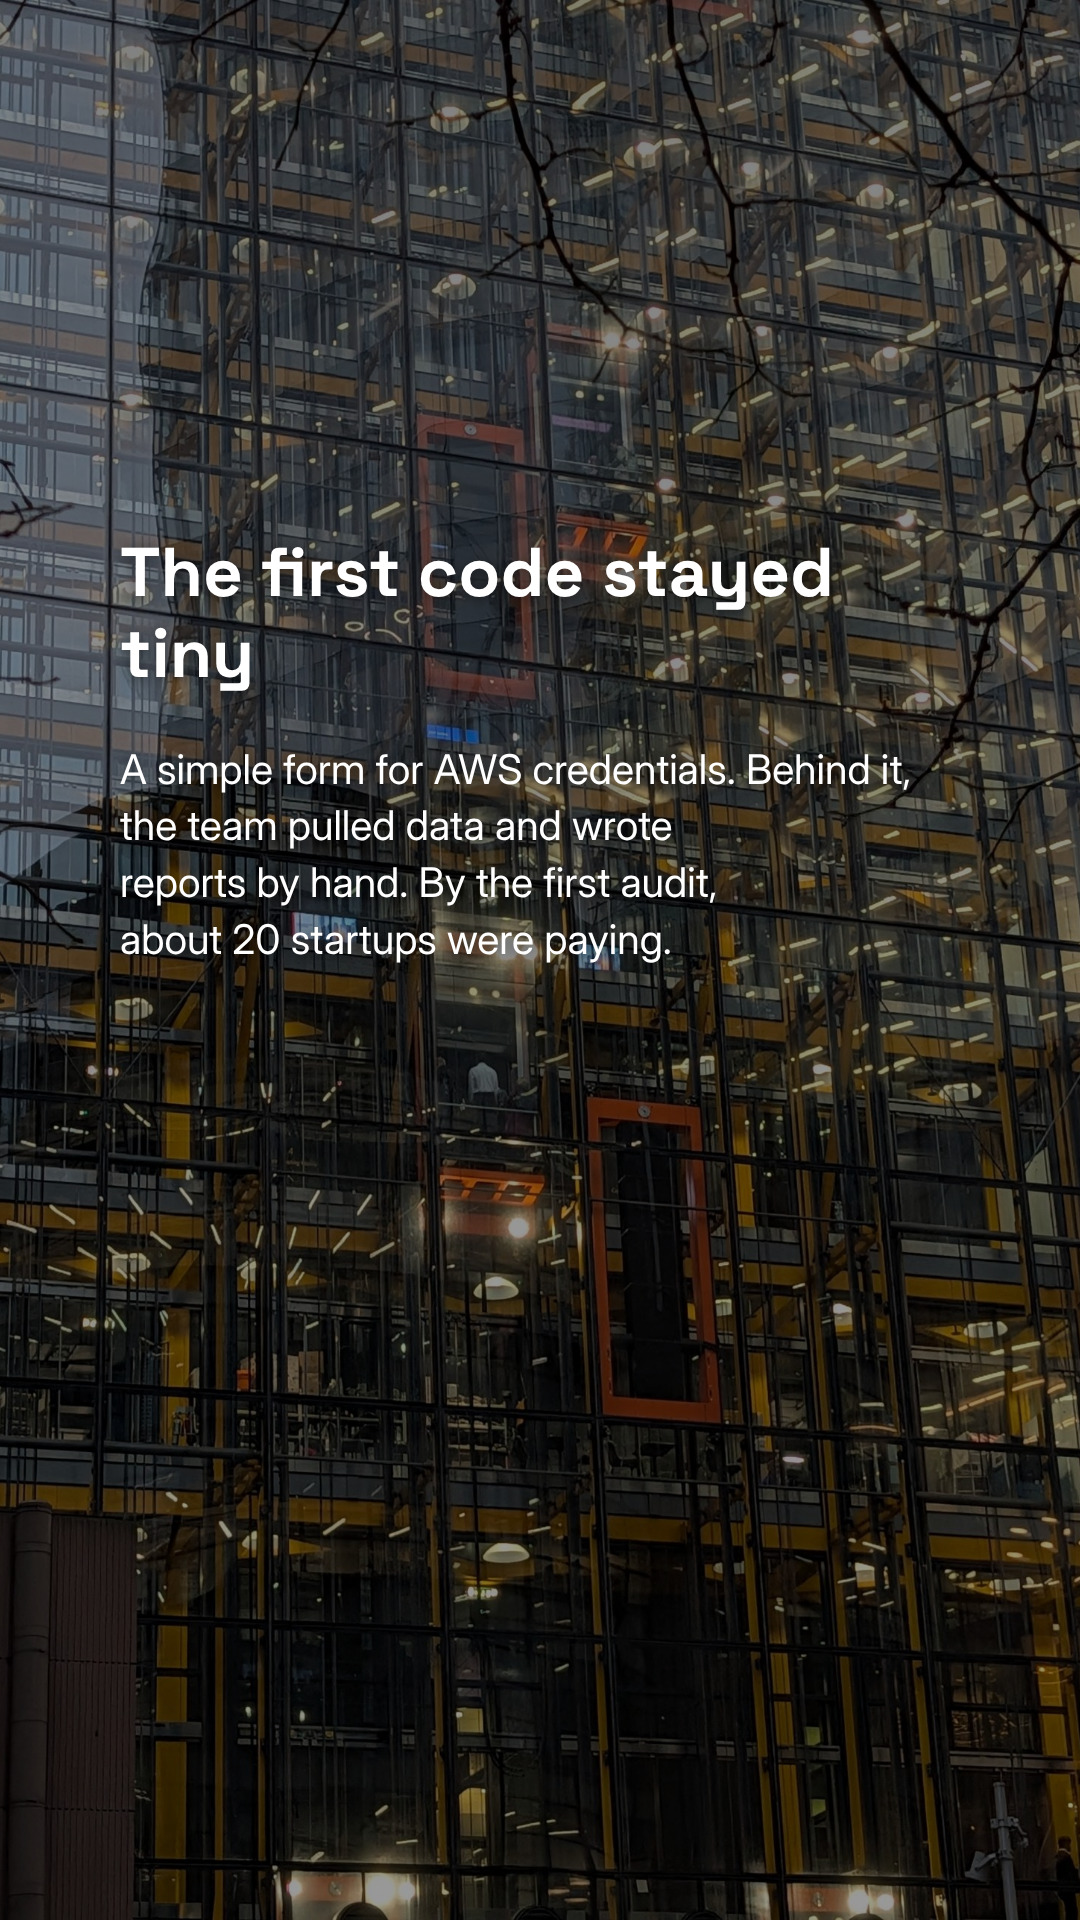 The first code stayed
tiny
A simple form for AWS credentials. Behind it,
the team pulled data and wrote
reports by hand. By the first audit,
about 20 startups were paying.